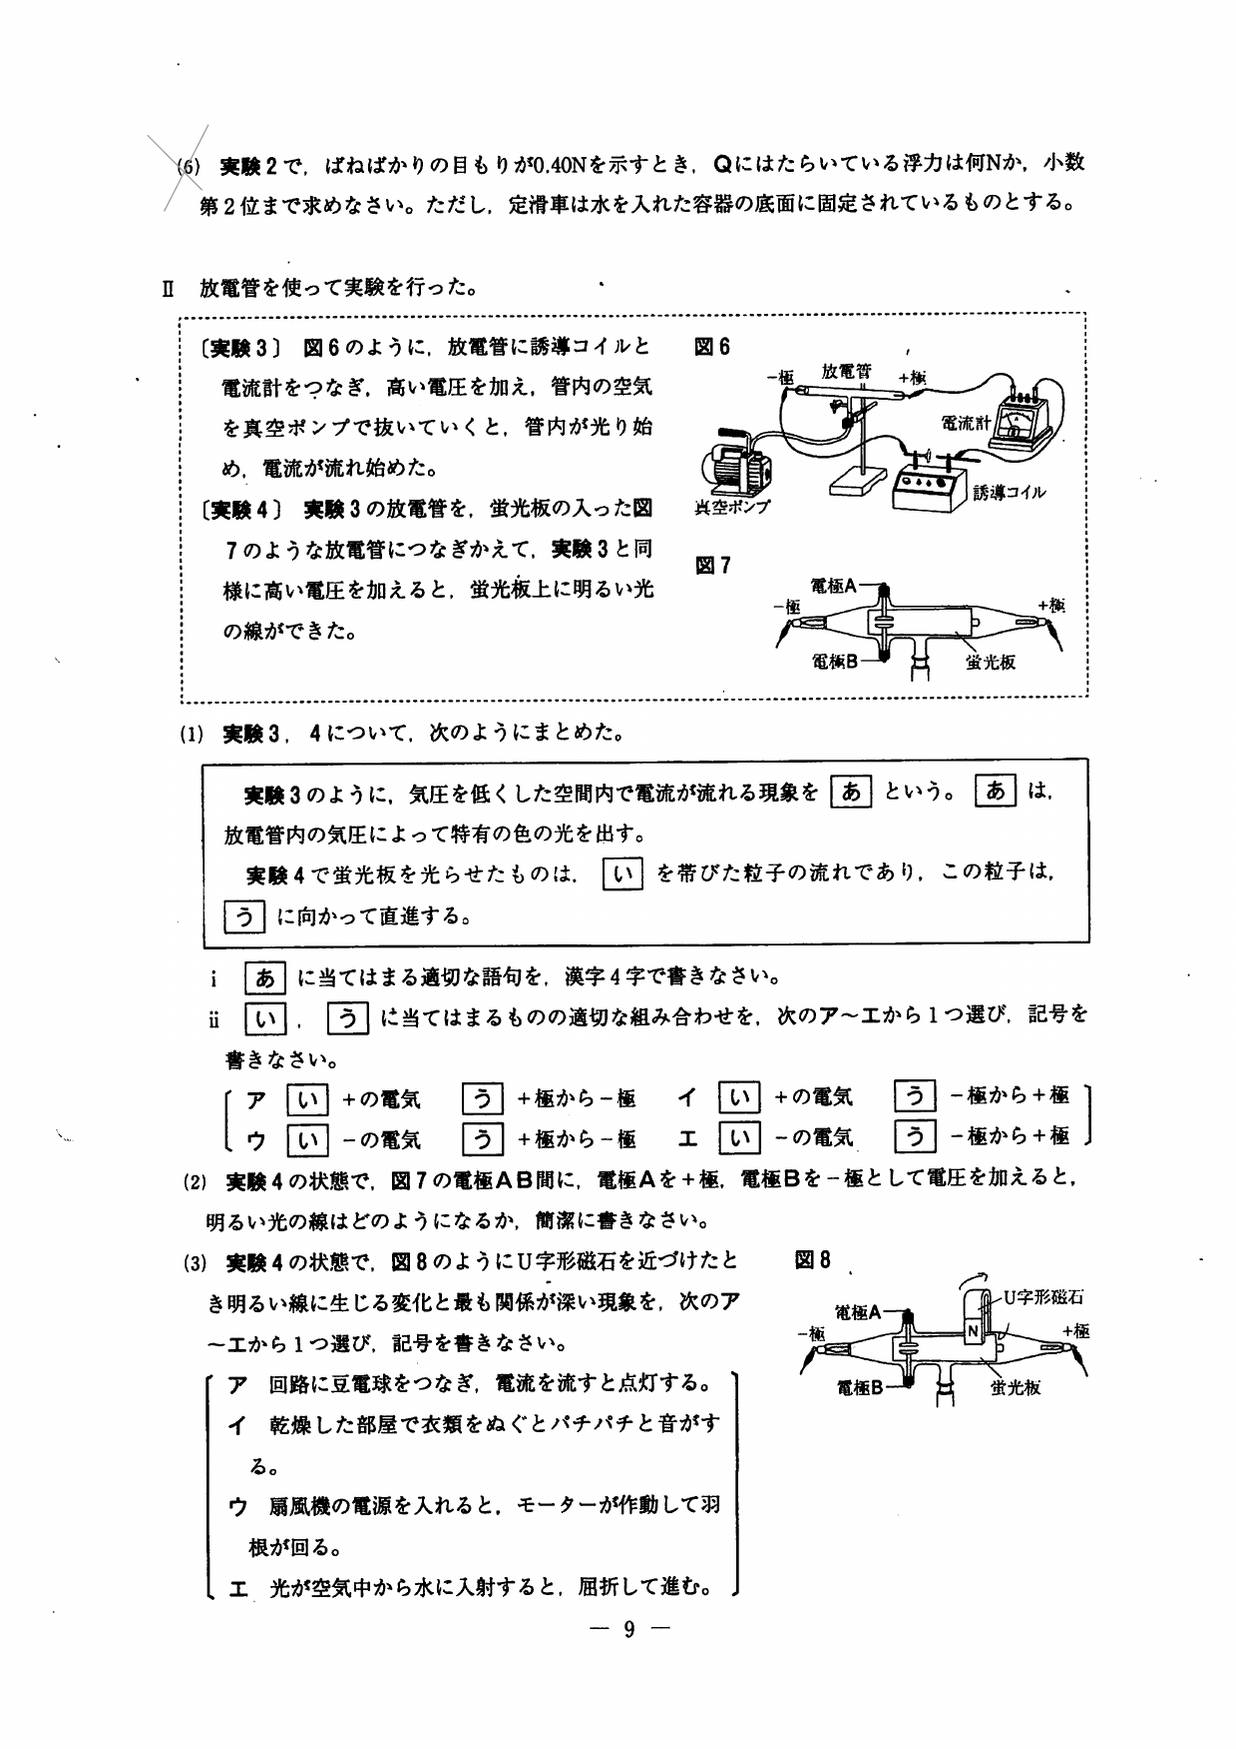 (6) 実験2で，ばねばかりの目もりが0.40Nを示すとき，Qにはたらいている浮力は何Nか，小数
第2位まで求めなさい。ただし，定滑車は水を入れた容器の底面に固定されているものとする。
Ⅱ 放電管を使って実験を行った。
〔実験3〕 図6のように，放電管に誘導コイルと
電流計をつなぎ，高い電圧を加え，管内の空気
を真空ポンプで抜いていくと，管内が光り始
め，電流が流れ始めた。
〔実験4〕 実験3の放電管を，蛍光板の入った図
7のような放電管につなぎかえて，実験3と同
様に高い電圧を加えると，蛍光板上に明るい光
の線ができた。
図6
－極 放電管 ＋極
電流計
誘導コイル
真空ポンプ
図7
電極A
－極 ＋極
電極B 蛍光板
(1) 実験3，4について，次のようにまとめた。
実験3のように，気圧を低くした空間内で電流が流れる現象を あ という。 あ は，
放電管内の気圧によって特有の色の光を出す。
実験4で蛍光板を光らせたものは， い を帯びた粒子の流れであり，この粒子は，
う に向かって直進する。
ⅰ あ に当てはまる適切な語句を，漢字4字で書きなさい。
ⅱ い ， う に当てはまるものの適切な組み合わせを，次のア～エから1つ選び，記号を
書きなさい。
ア い ＋の電気 う ＋極から－極 イ い ＋の電気 う －極から＋極
ウ い －の電気 う ＋極から－極 エ い －の電気 う －極から＋極
(2) 実験4の状態で，図7の電極AB間に，電極Aを＋極，電極Bを－極として電圧を加えると，
明るい光の線はどのようになるか，簡潔に書きなさい。
(3) 実験4の状態で，図8のようにU字形磁石を近づけたと
き明るい線に生じる変化と最も関係が深い現象を，次のア
～エから1つ選び，記号を書きなさい。
ア 回路に豆電球をつなぎ，電流を流すと点灯する。
イ 乾燥した部屋で衣類をぬぐとパチパチと音がす
る。
ウ 扇風機の電源を入れると，モーターが作動して羽
根が回る。
エ 光が空気中から水に入射すると，屈折して進む。
図8
電極A U字形磁石
－極 N ＋極
電極B 蛍光板
― 9 ―